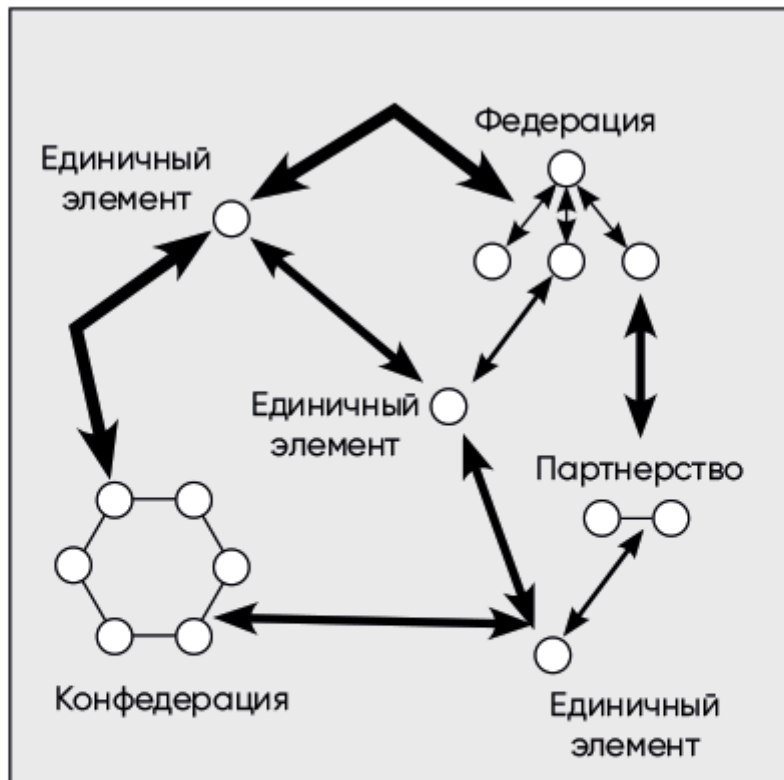 Федерация
Единичный
элемент
Единичный
элемент
Партнерство
Конфедерация
Единичный
элемент